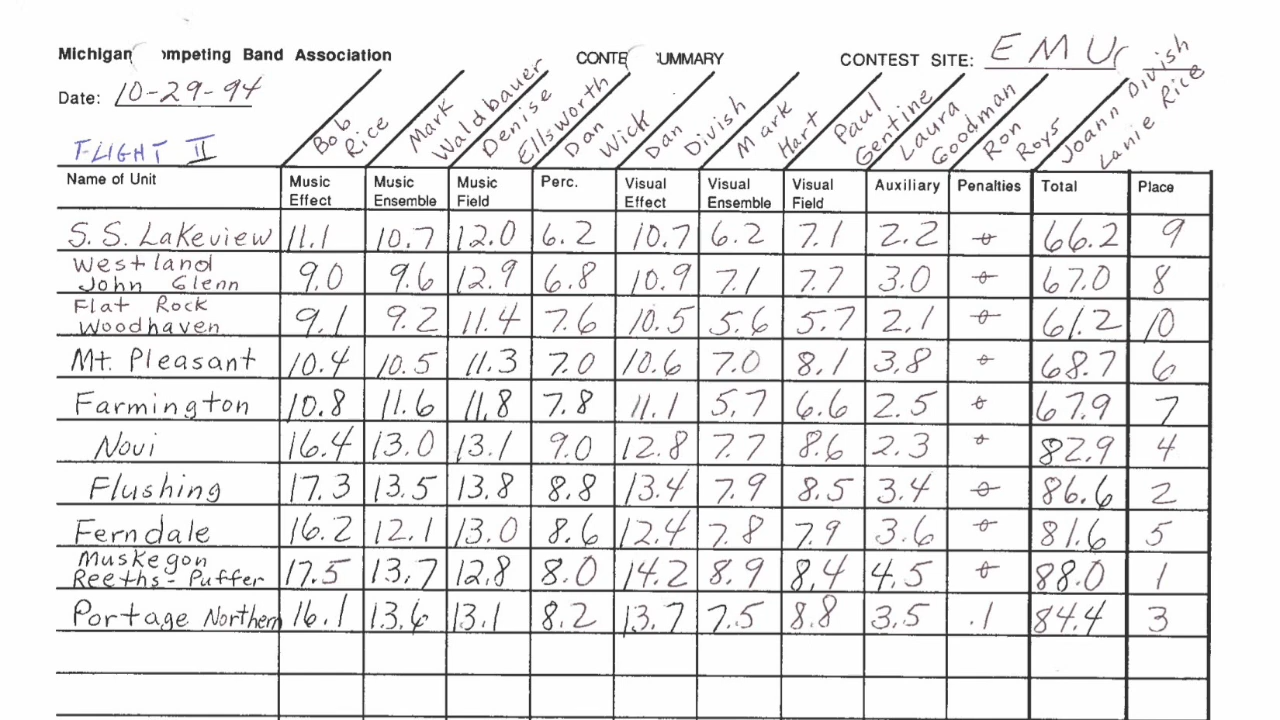 Michigan ompeting Band Association CONTE UMMARY CONTEST SITE: EMU
Date: 10-29-94
FLIGHT II
Bob Rice
Mark Waldbauer
Denise Ellsworth
Dan Wick
Dan Divish
Mark Hart
Paul Gentine
Laura Goodman
Ron Roys
Joann Divish
Lanie Rice
Name of Unit Music Effect Music Ensemble Music Field Perc. Visual Effect Visual Ensemble Visual Field Auxiliary Penalties Total Place
S. S. Lakeview 11.1 10.7 12.0 6.2 10.7 6.2 7.1 2.2 0 66.2 9
Westland John Glenn 9.0 9.6 12.9 6.8 10.9 7.1 7.7 3.0 0 67.0 8
Flat Rock Woodhaven 9.1 9.2 11.4 7.6 10.5 5.6 5.7 2.1 0 61.2 10
Mt. Pleasant 10.4 10.5 11.3 7.0 10.6 7.0 8.1 3.8 0 68.7 6
Farmington 10.8 11.6 11.8 7.8 11.1 5.7 6.6 2.5 0 67.9 7
Novi 16.4 13.0 13.1 9.0 12.8 7.7 8.6 2.3 0 82.9 4
Flushing 17.3 13.5 13.8 8.8 13.4 7.9 8.5 3.4 0 86.6 2
Ferndale 16.2 12.1 13.0 8.6 12.4 7.8 7.9 3.6 0 81.6 5
Muskegon Reeths-Puffer 17.5 13.7 12.8 8.0 14.2 8.9 8.4 4.5 0 88.0 1
Portage Northern 16.1 13.6 13.1 8.2 13.7 7.5 8.8 3.5 .1 84.4 3